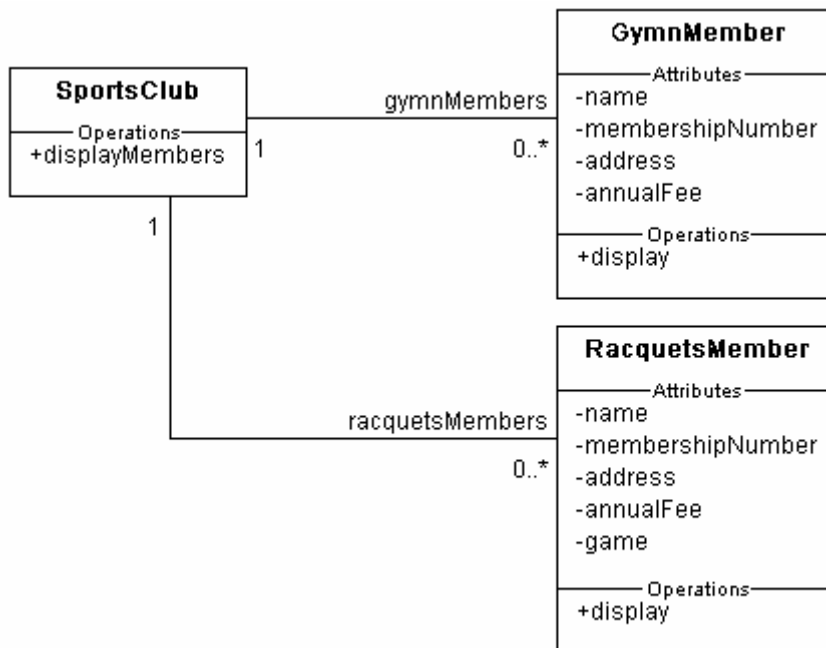 SportsClub
Operations
+displayMembers
1
1
gymnMembers
0..*
GymnMember
Attributes
-name
-membershipNumber
-address
-annualFee
Operations
+display
racquetsMembers
0..*
RacquetsMember
Attributes
-name
-membershipNumber
-address
-annualFee
-game
Operations
+display